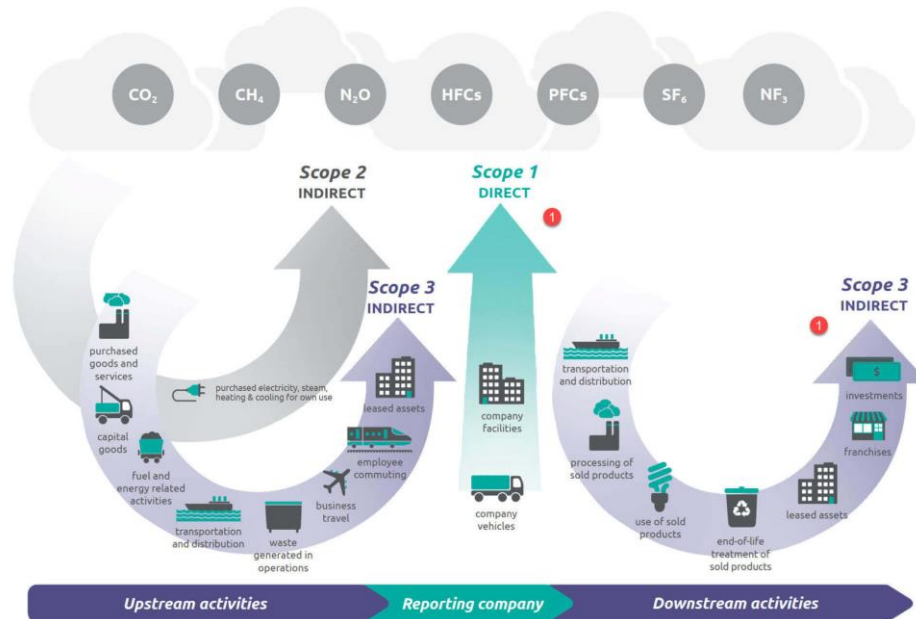 CO₂
CH₄
N₂O
HFCs
PFCs
SF₆
NF₃
Scope 2
INDIRECT
Scope 1
DIRECT
1
Scope 3
INDIRECT
Scope 3
INDIRECT
1
purchased
goods and
services
capital
goods
fuel and
energy related
activities
transportation
and distribution
waste
generated in
operations
business
travel
employee
commuting
leased assets
purchased electricity, steam,
heating & cooling for own use
company
facilities
company
vehicles
transportation
and distribution
processing of
sold products
use of sold
products
end-of-life
treatment of
sold products
leased assets
franchises
investments
$
Upstream activities
Reporting company
Downstream activities